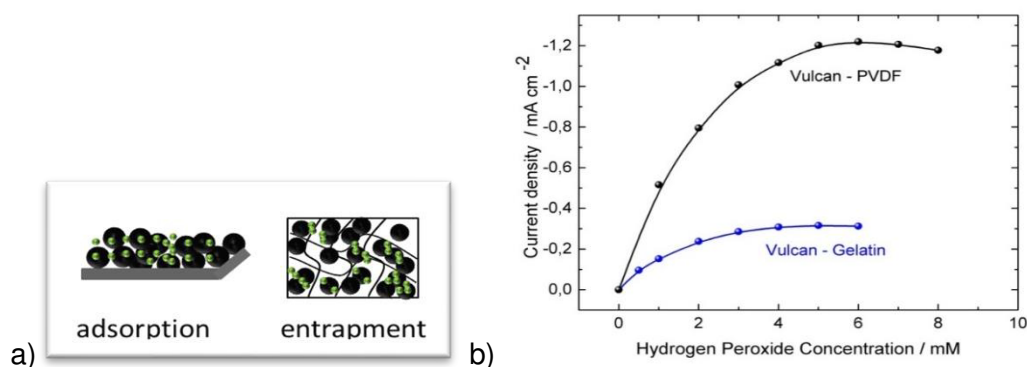 a)
adsorption
entrapment
b)
Current density / mA cm-2
-1,2
-1,0
-0,8
-0,6
-0,4
-0,2
0,0
Vulcan - PVDF
Vulcan - Gelatin
0 2 4 6 8 10
Hydrogen Peroxide Concentration / mM